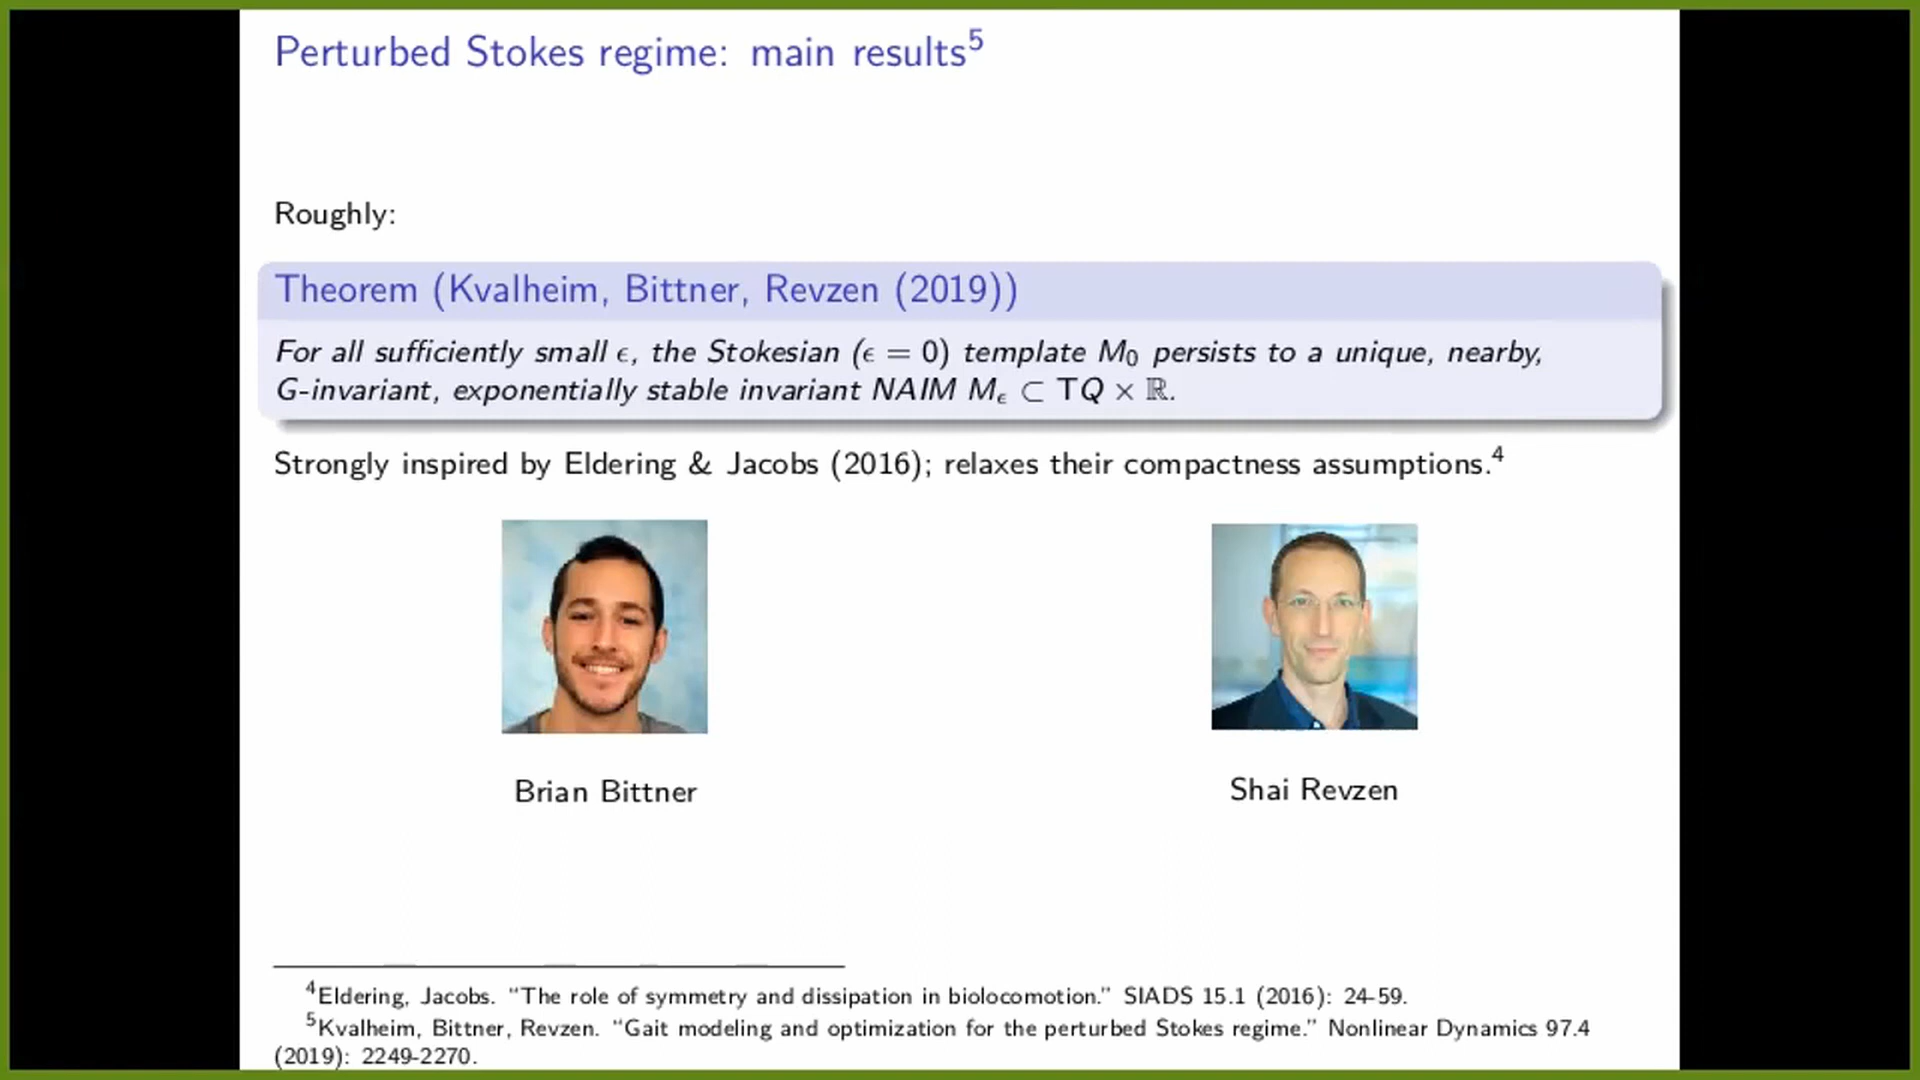 Perturbed Stokes regime: main results⁵
Roughly:
Theorem (Kvalheim, Bittner, Revzen (2019))
For all sufficiently small ϵ, the Stokesian (ϵ = 0) template M₀ persists to a unique, nearby,
G-invariant, exponentially stable invariant NAIM Mϵ ⊂ TQ × ℝ.
Strongly inspired by Eldering & Jacobs (2016); relaxes their compactness assumptions.⁴
Brian Bittner
Shai Revzen
⁴Eldering, Jacobs. “The role of symmetry and dissipation in biolocomotion.” SIADS 15.1 (2016): 24-59.
⁵Kvalheim, Bittner, Revzen. “Gait modeling and optimization for the perturbed Stokes regime.” Nonlinear Dynamics 97.4
(2019): 2249-2270.